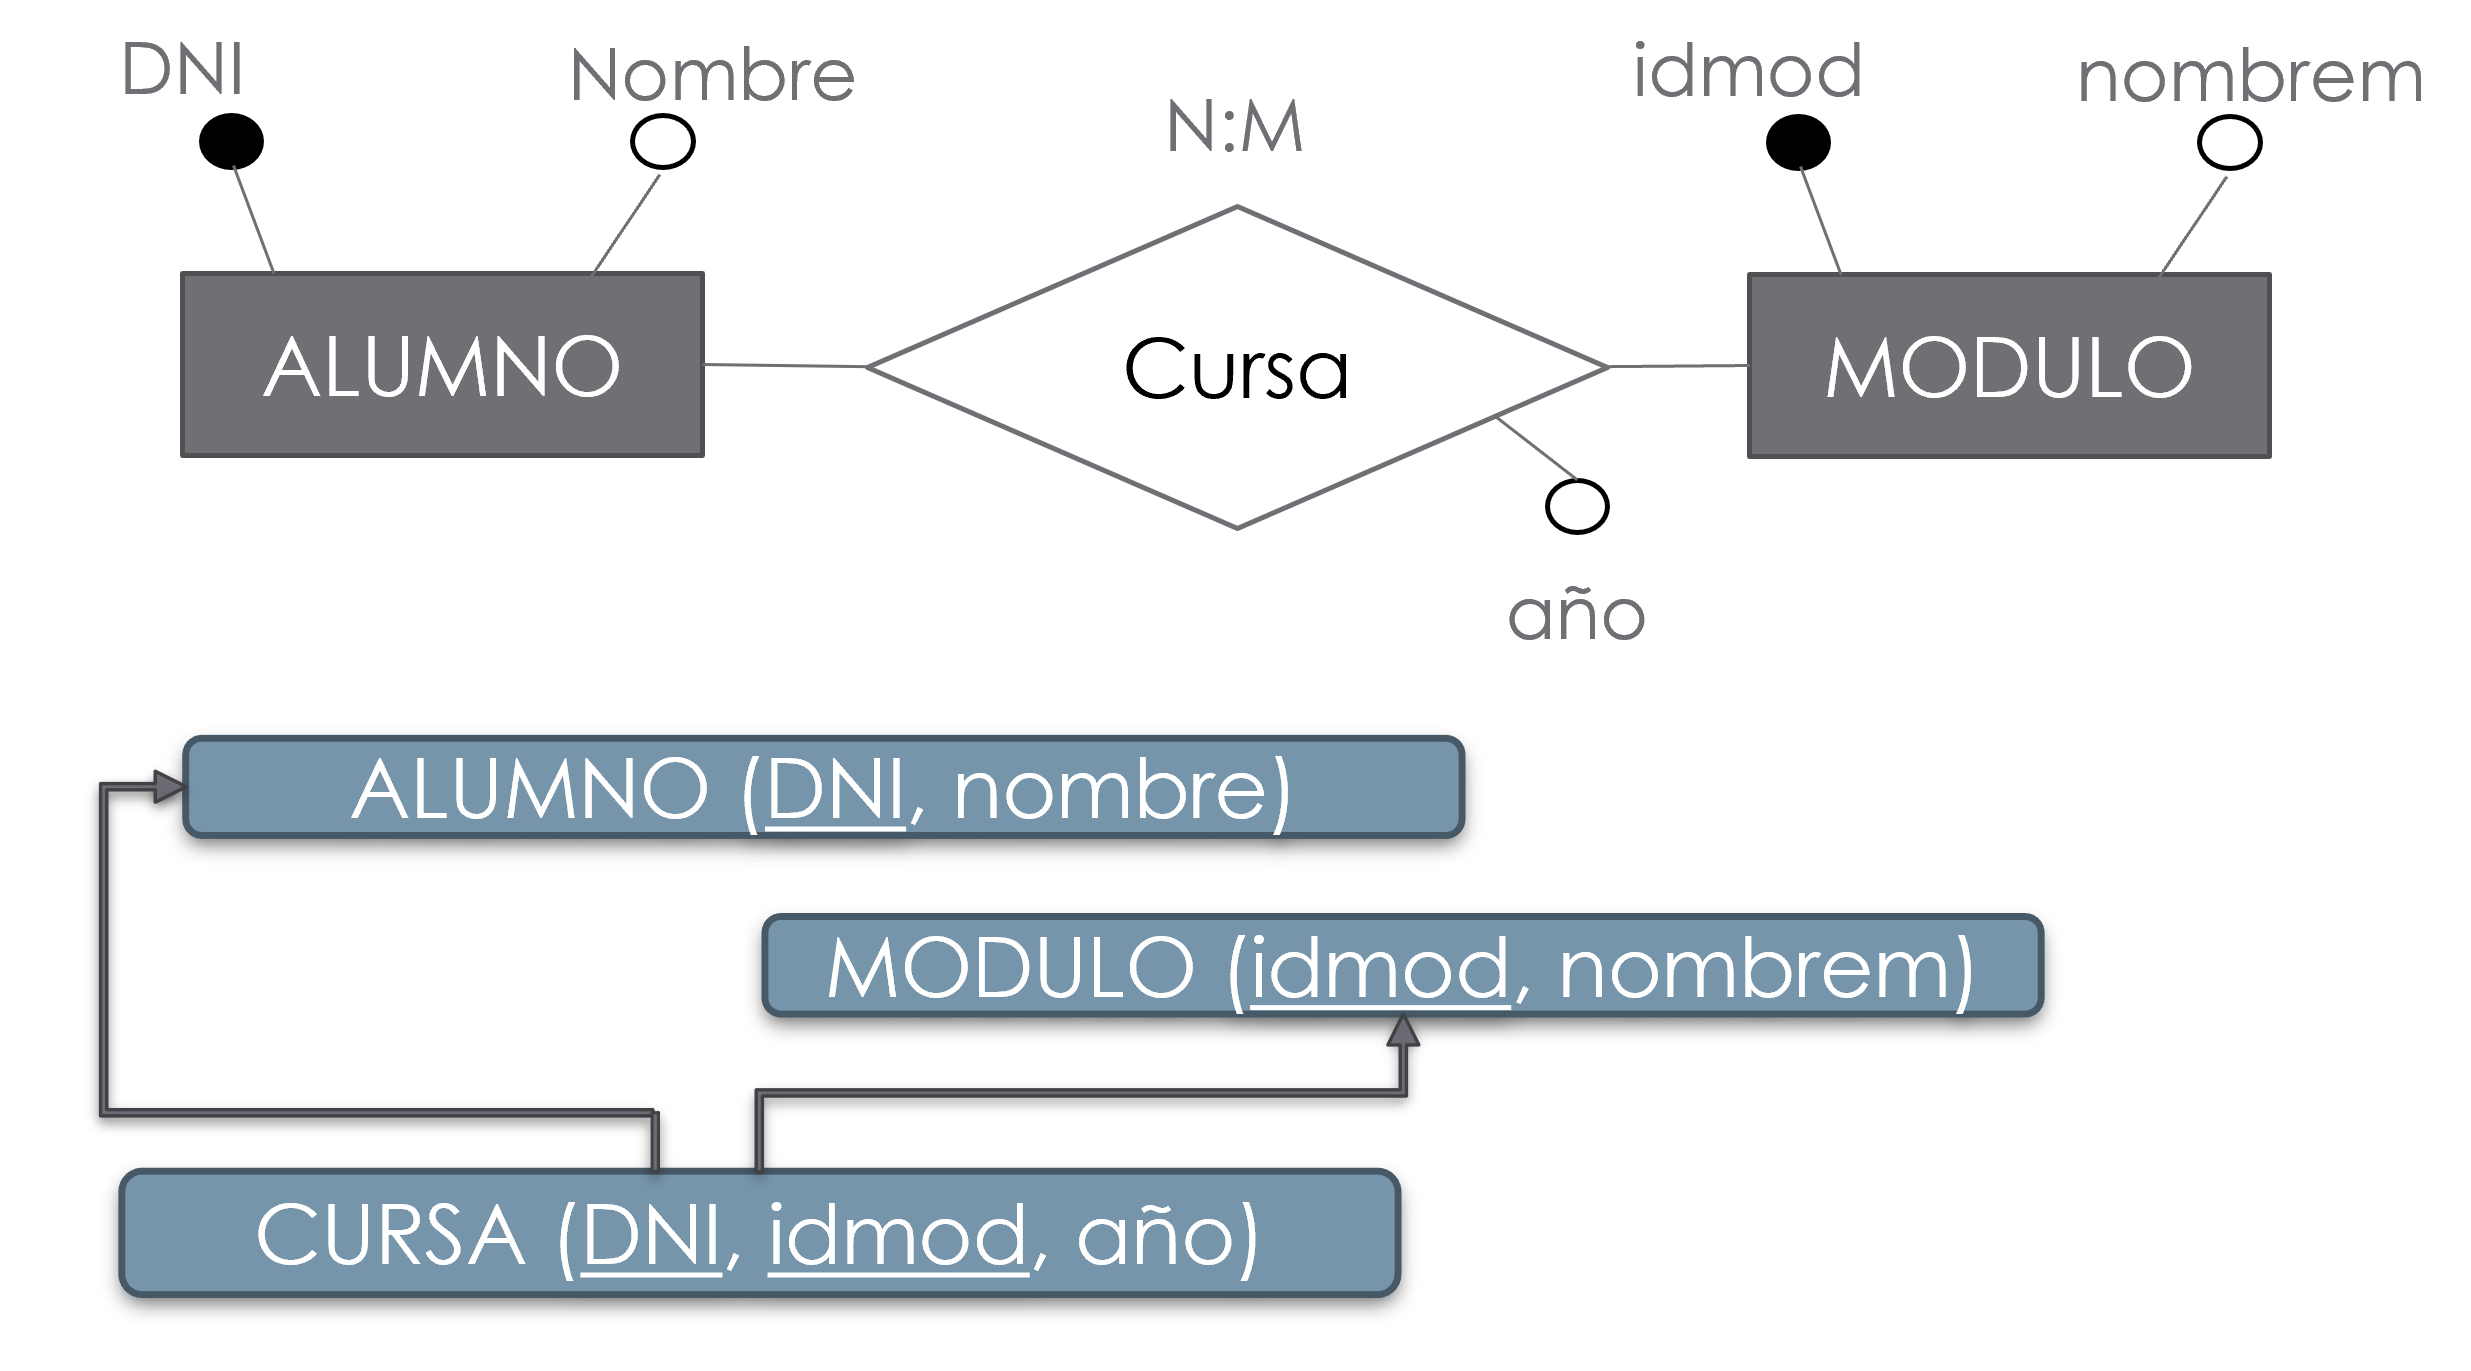 DNI
Nombre
N:M
idmod
nombrem
ALUMNO
Cursa
MODULO
año
ALUMNO (DNI, nombre)
MODULO (idmod, nombrem)
CURSA (DNI, idmod, año)